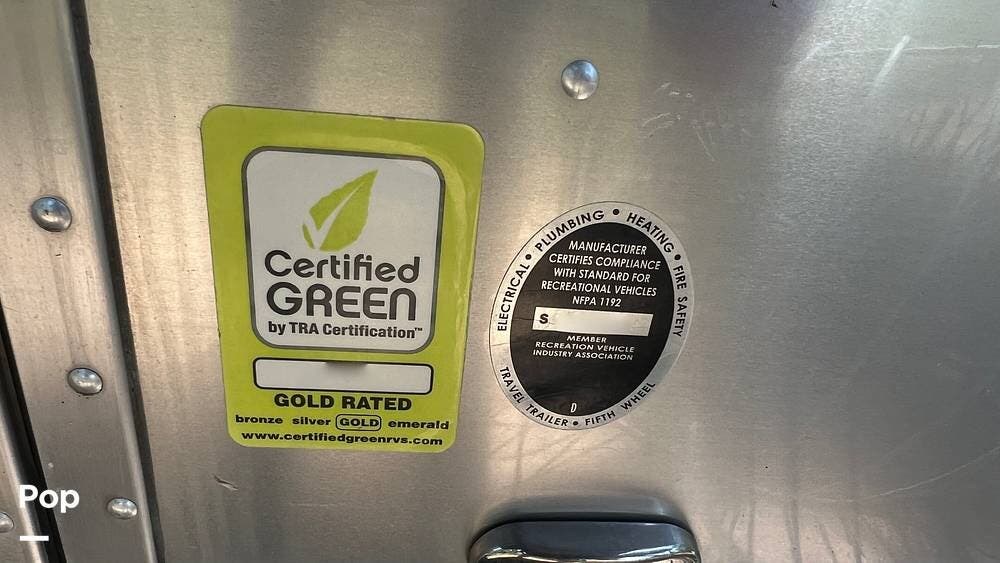 Certified
GREEN
by TRA Certification™
GOLD RATED
bronze silver GOLD emerald
www.certifiedgreenrvs.com
ELECTRICAL • PLUMBING • HEATING • FIRE SAFETY
MANUFACTURER
CERTIFIES COMPLIANCE
WITH STANDARD FOR
RECREATIONAL VEHICLES
NFPA 1192
S
MEMBER
RECREATION VEHICLE
INDUSTRY ASSOCIATION
D
TRAVEL TRAILER • FIFTH WHEEL
Pop